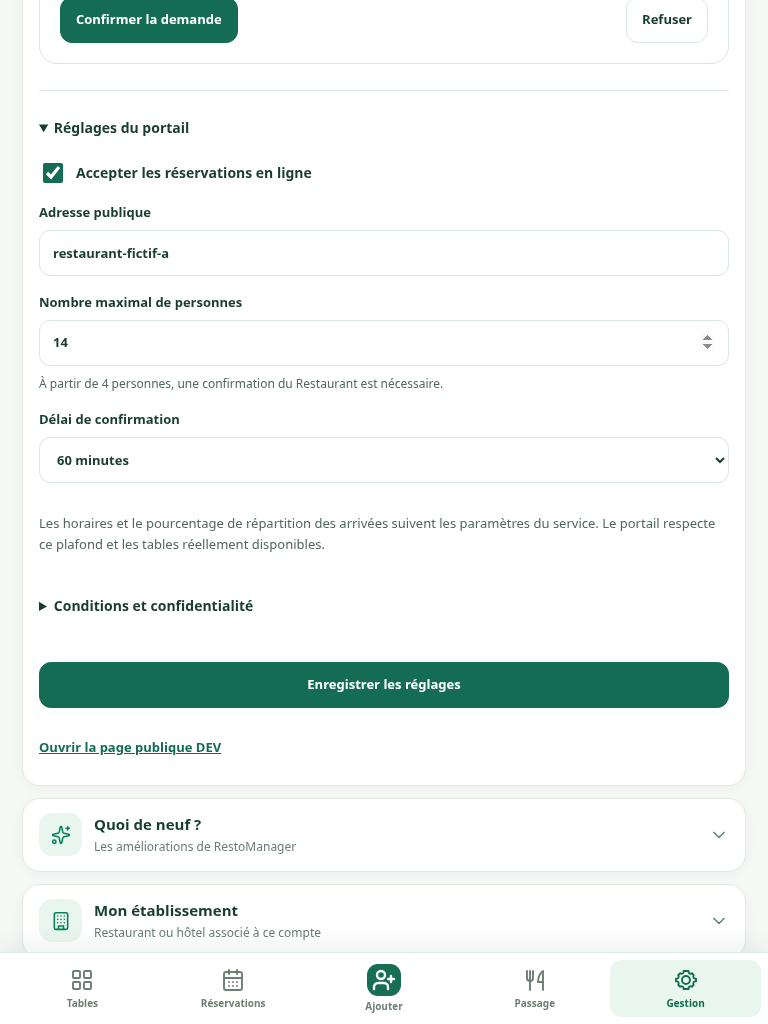 Confirmer la demande
Refuser
Réglages du portail
Accepter les réservations en ligne
Adresse publique
restaurant-fictif-a
Nombre maximal de personnes
14
À partir de 4 personnes, une confirmation du Restaurant est nécessaire.
Délai de confirmation
60 minutes
Les horaires et le pourcentage de répartition des arrivées suivent les paramètres du service. Le portail respecte
ce plafond et les tables réellement disponibles.
Conditions et confidentialité
Enregistrer les réglages
Ouvrir la page publique DEV
Quoi de neuf ?
Les améliorations de RestoManager
Mon établissement
Restaurant ou hôtel associé à ce compte
Tables
Réservations
Ajouter
Passage
Gestion